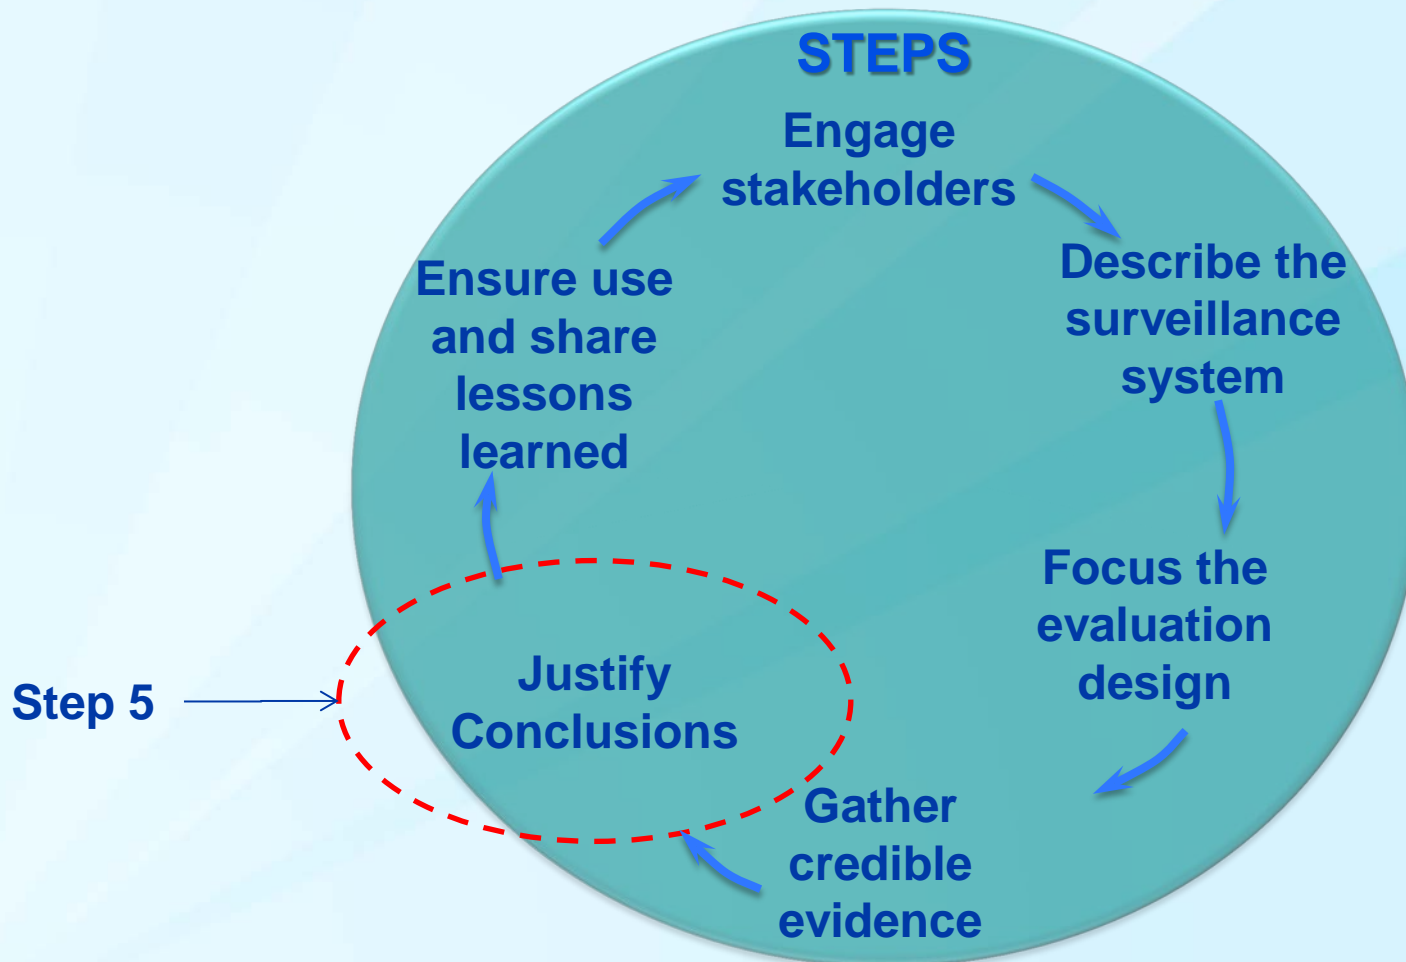 STEPS
Engage
stakeholders
Describe the
surveillance
system
Focus the
evaluation
design
Gather
credible
evidence
Justify
Conclusions
Ensure use
and share
lessons
learned
Step 5